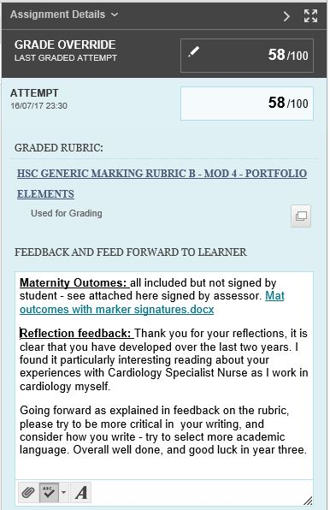 Assignment Details
GRADE OVERRIDE
LAST GRADED ATTEMPT
58/100
ATTEMPT
16/07/17 23:30
58/100
GRADED RUBRIC:
HSC GENERIC MARKING RUBRIC B - MOD 4 - PORTFOLIO
ELEMENTS
Used for Grading
FEEDBACK AND FEED FORWARD TO LEARNER
Maternity Outomes: all included but not signed by
student - see attached here signed by assessor. Mat
outcomes with marker signatures.docx
Reflection feedback: Thank you for your reflections, it is
clear that you have developed over the last two years. I
found it particularly interesting reading about your
experiences with Cardiology Specialist Nurse as I work in
cardiology myself.
Going forward as explained in feedback on the rubric,
please try to be more critical in your writing, and
consider how you write - try to select more academic
language. Overall well done, and good luck in year three.
ABC
A